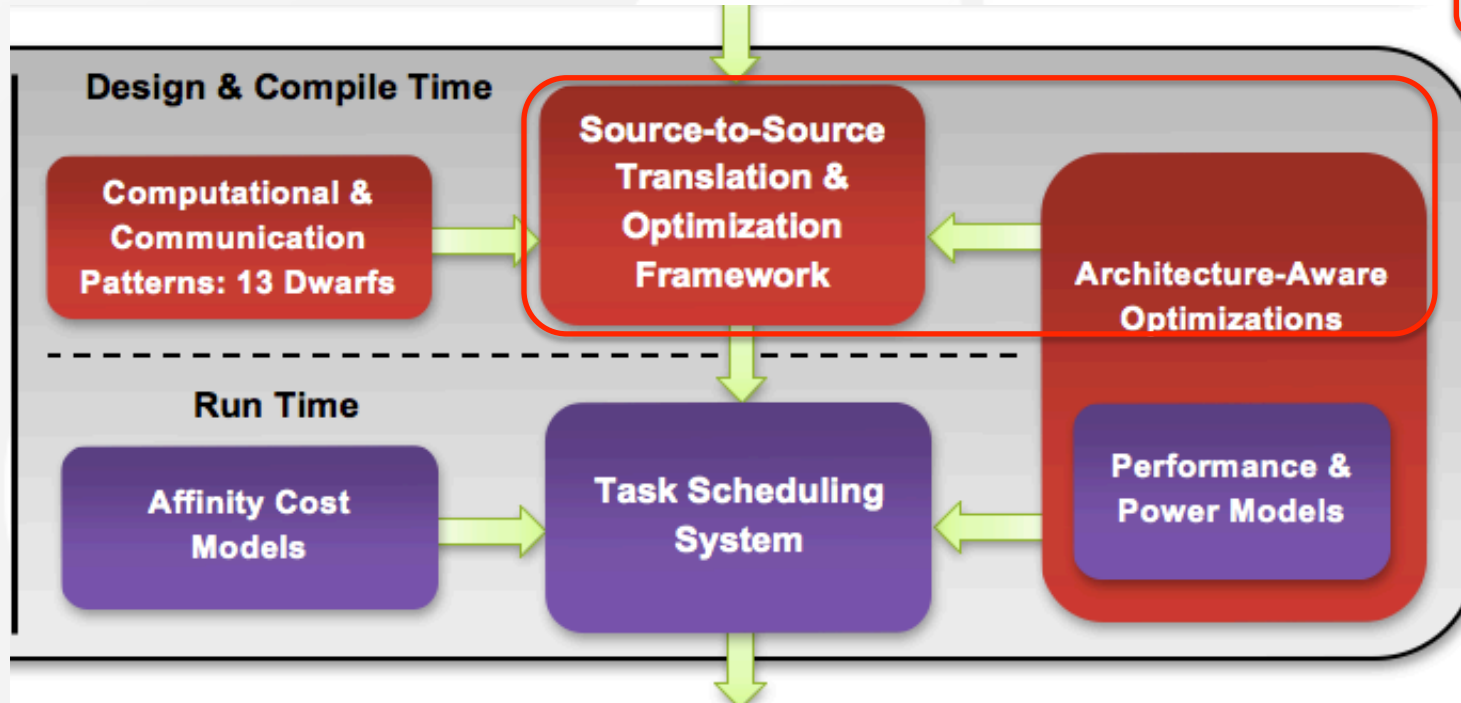 Design & Compile Time
Source-to-Source
Translation &
Optimization
Framework
Computational &
Communication
Patterns: 13 Dwarfs
Architecture-Aware
Optimizations
Run Time
Affinity Cost
Models
Task Scheduling
System
Performance &
Power Models